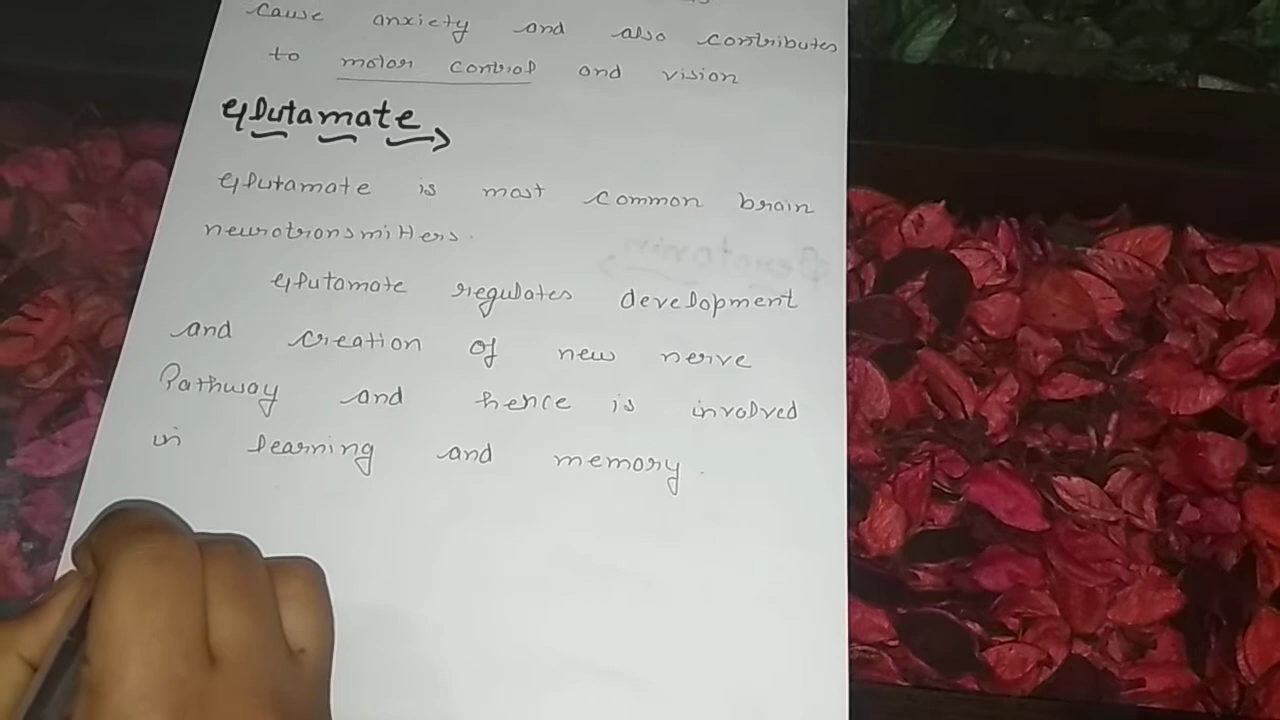 cause anxiety and also contributes
to motor control and vision
Glutamate
Glutamate is most common brain
neurotransmitters.
Glutamate regulates development
and creation of new nerve
Pathway and hence is involved
in learning and memory.